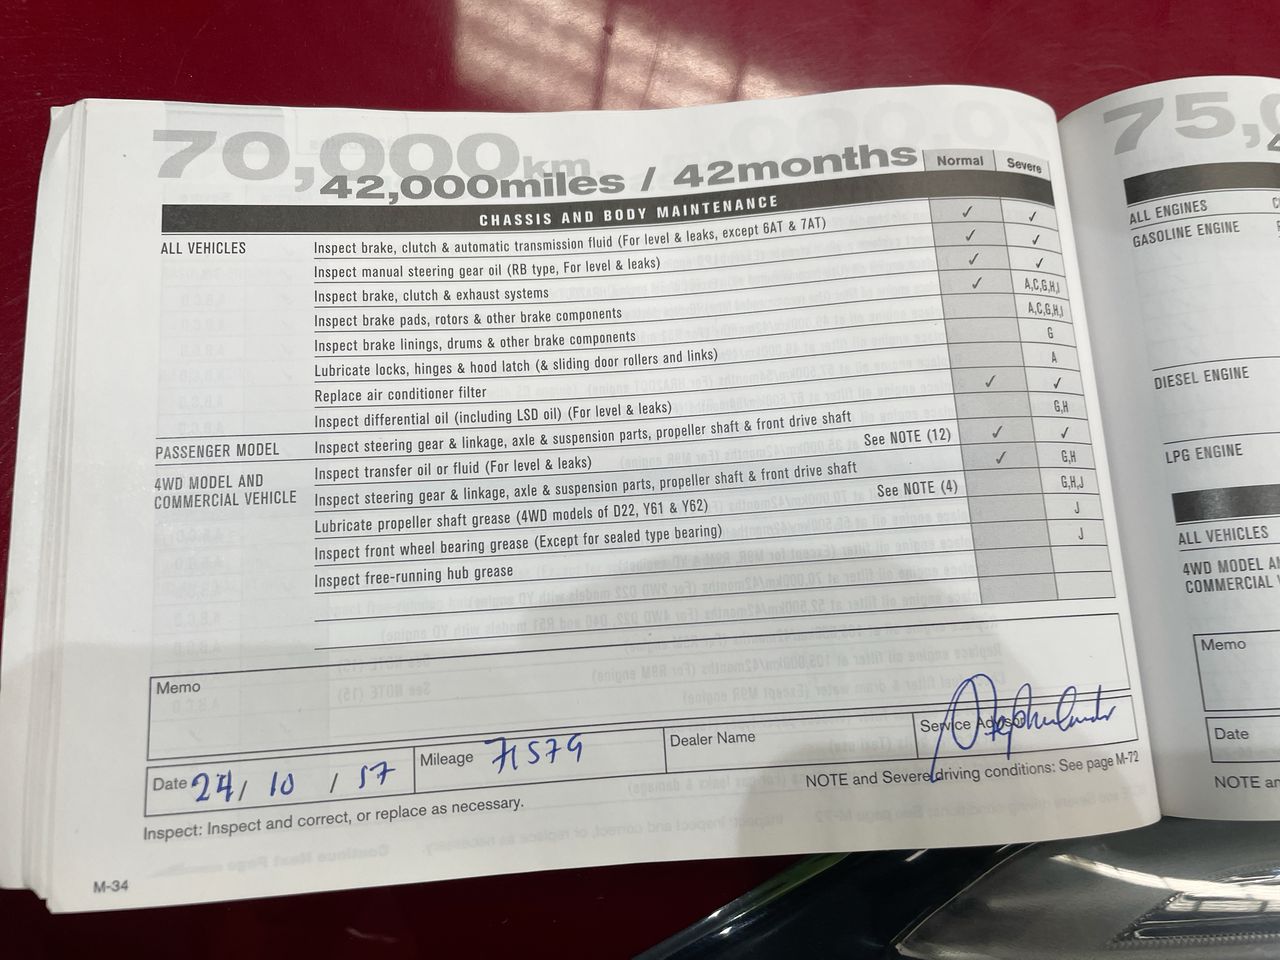 70,000km
42,000miles / 42months Normal Severe
CHASSIS AND BODY MAINTENANCE
ALL VEHICLES Inspect brake, clutch & automatic transmission fluid (For level & leaks, except 6AT & 7AT) ✓ ✓
Inspect manual steering gear oil (RB type, For level & leaks) ✓ ✓
Inspect brake, clutch & exhaust systems ✓ ✓
Inspect brake pads, rotors & other brake components ✓ A,C,G,H,I
Inspect brake linings, drums & other brake components A,C,G,H,I
Lubricate locks, hinges & hood latch (& sliding door rollers and links) G
Replace air conditioner filter A
Inspect differential oil (including LSD oil) (For level & leaks) ✓ ✓
PASSENGER MODEL Inspect steering gear & linkage, axle & suspension parts, propeller shaft & front drive shaft G,H
4WD MODEL AND COMMERCIAL VEHICLE Inspect transfer oil or fluid (For level & leaks) See NOTE (12) ✓ ✓
Inspect steering gear & linkage, axle & suspension parts, propeller shaft & front drive shaft ✓ G,H
Lubricate propeller shaft grease (4WD models of D22, Y61 & Y62) See NOTE (4) G,H,J
Inspect front wheel bearing grease (Except for sealed type bearing) J
Inspect free-running hub grease J
Memo
Date 24/ 10 / 57 Mileage 71579 Dealer Name Service Advisor
Inspect: Inspect and correct, or replace as necessary. NOTE and Severe driving conditions: See page M-72
M-34
75,
ALL ENGINES
GASOLINE ENGINE
DIESEL ENGINE
LPG ENGINE
ALL VEHICLES
4WD MODEL
COMMERCIAL
Memo
Date
NOTE